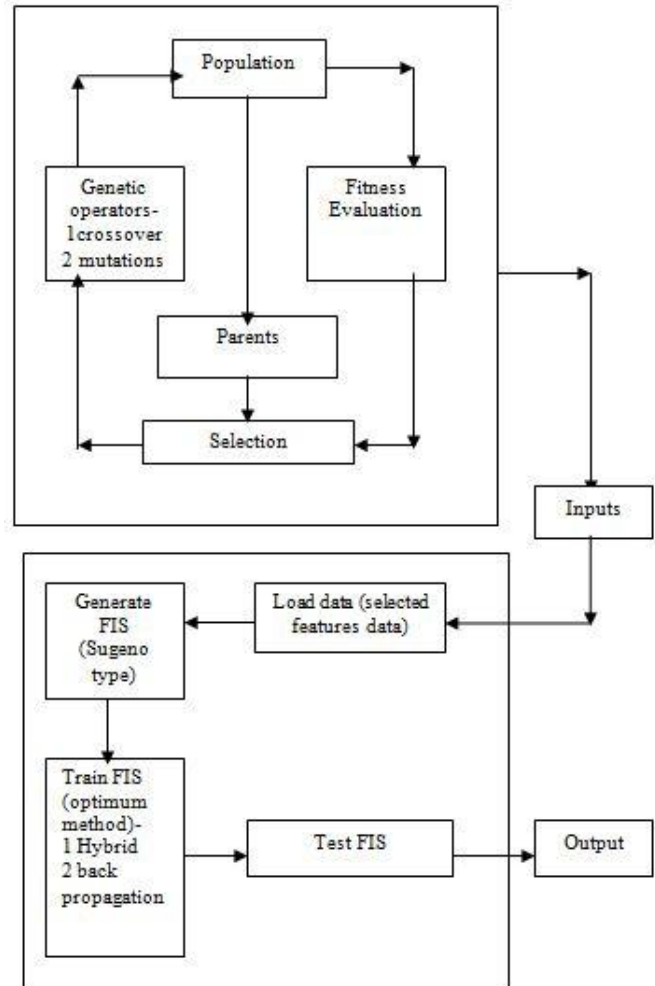 Population
Genetic
operators-
1crossover
2 mutations
Fitness
Evaluation
Parents
Selection
Inputs
Generate
FIS
(Sugeno
type)
Load data (selected
features data)
Train FIS
(optimum
method)-
1 Hybrid
2 back
propagation
Test FIS
Output